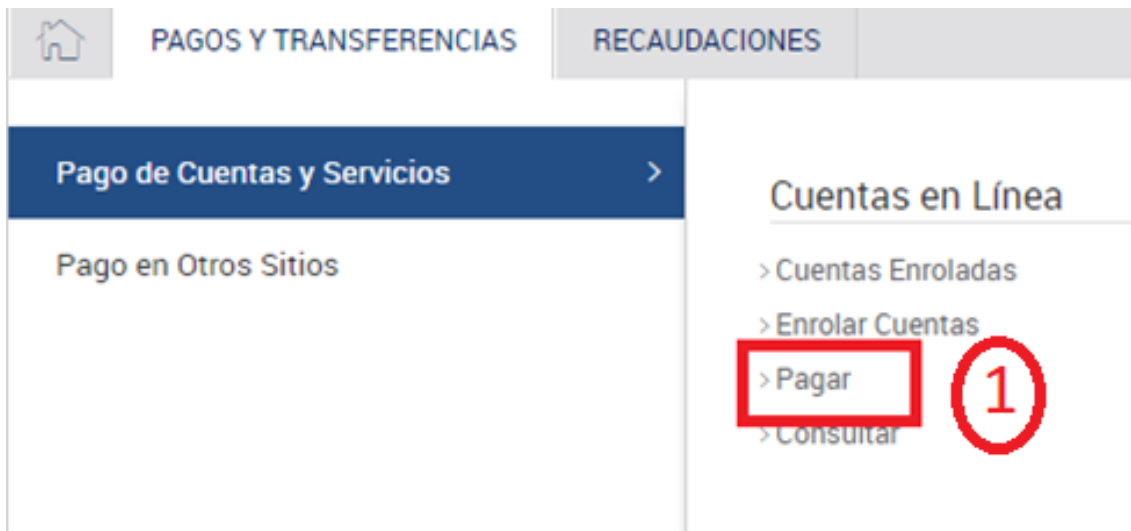 PAGOS Y TRANSFERENCIAS RECAUDACIONES
Pago de Cuentas y Servicios >
Pago en Otros Sitios
Cuentas en Línea
> Cuentas Enroladas
> Enrolar Cuentas
> Pagar
1
> Consultar